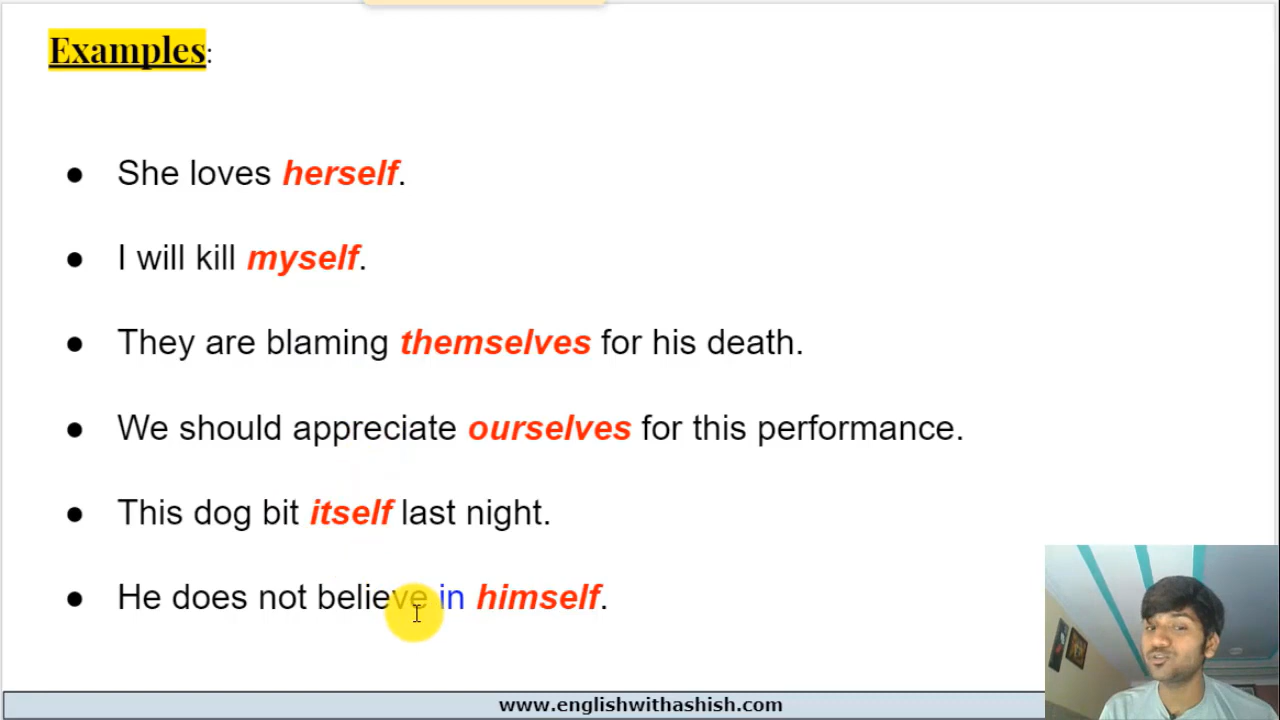 Examples:
● She loves herself.
● I will kill myself.
● They are blaming themselves for his death.
● We should appreciate ourselves for this performance.
● This dog bit itself last night.
● He does not believe in himself.
www.englishwithashish.com